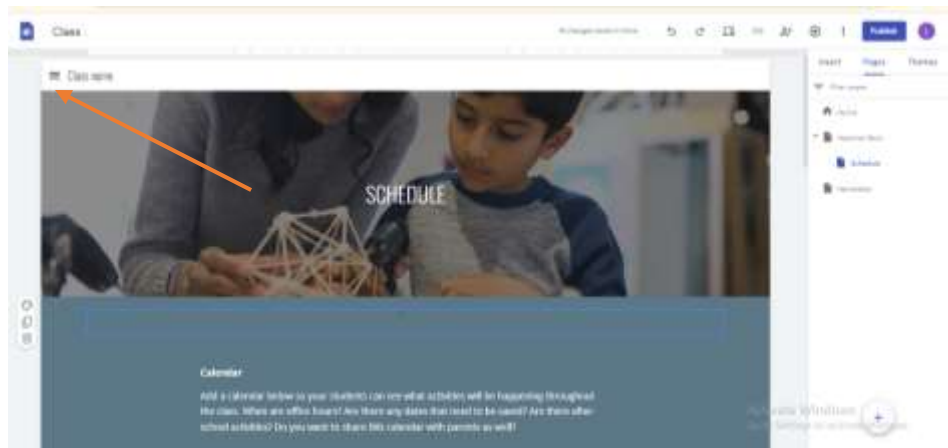 Class
Publish
Insert Pages Themes
Class name
Home
Schedule
SCHEDULE
Calendar
Add a calendar below so your students can see what activities will be happening throughout
the class. When are office hours? Are there any dates that need to be saved? Are there after-
school activities? Do you want to share this calendar with parents as well?